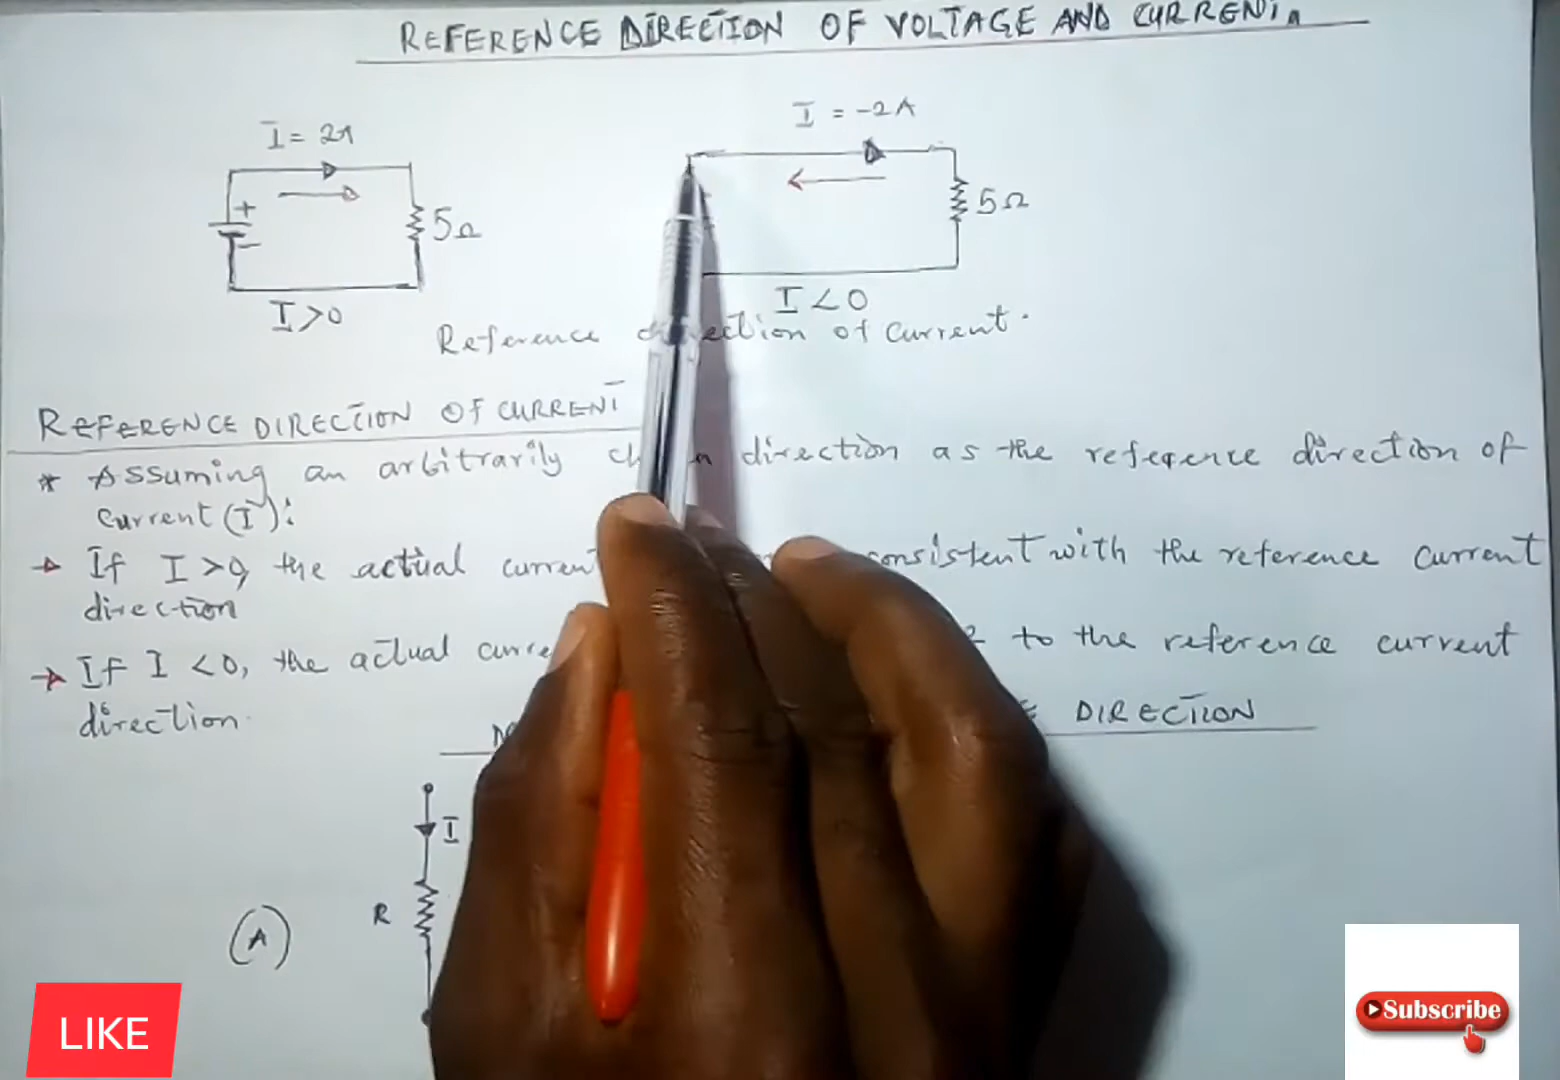 REFERENCE DIRECTION OF VOLTAGE AND CURRENT
I = 2A
I = -2A
+
-
5Ω
5Ω
I >0
I <0
Reference direction of current.
REFERENCE DIRECTION OF CURRENT
* Assuming an arbitrarily direction as the reference direction of
current (I):
→ If I >0, the actual current consistent with the reference current
direction
→ If I <0, the actual to the reference current
direction.
DIRECTION
I
R
(A)
LIKE
Subscribe